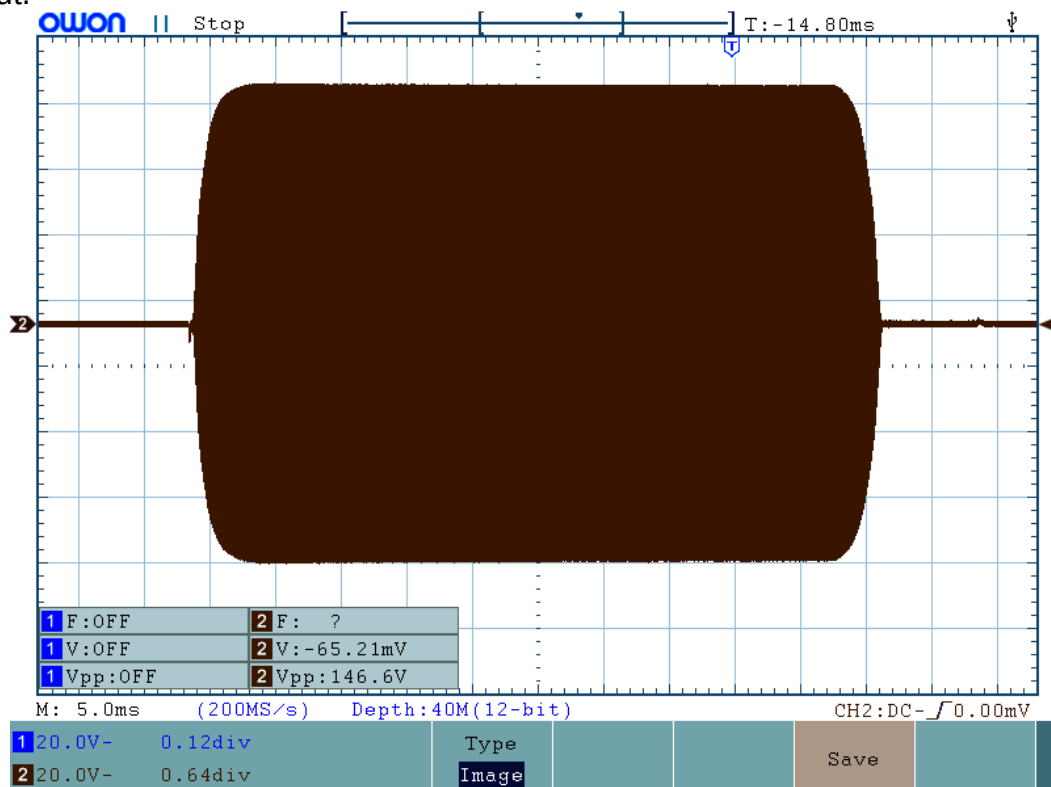 ut.
owon Stop T:-14.80ms
T
2
1 F:OFF 2 F: ?
1 V:OFF 2 V:-65.21mV
1 Vpp:OFF 2 Vpp:146.6V
M: 5.0ms (200MS/s) Depth:40M(12-bit) CH2:DC- 0.00mV
1 20.0V- 0.12div Type Save
2 20.0V- 0.64div Image